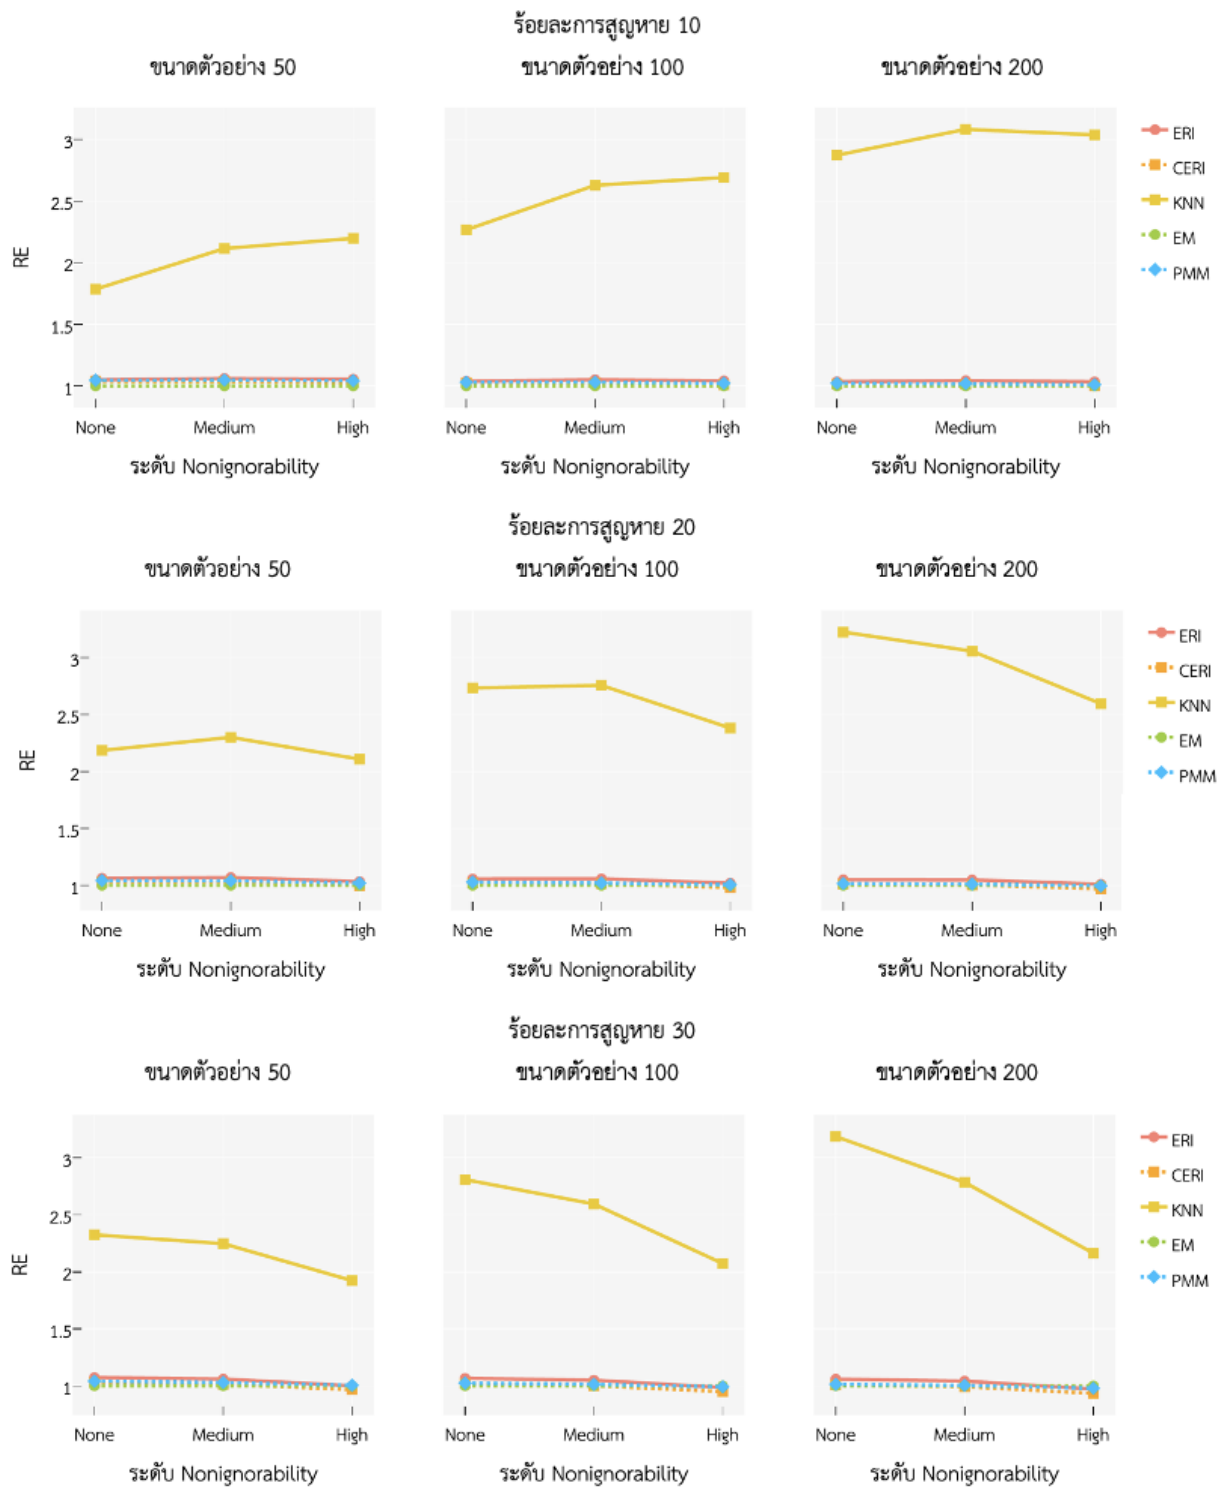 ร้อยละการสูญหาย 10
ขนาดตัวอย่าง 50 ขนาดตัวอย่าง 100 ขนาดตัวอย่าง 200
3
2.5
2
1.5
1
RE
ERI
CERI
KNN
EM
PMM
None Medium High None Medium High None Medium High
ระดับ Nonignorability ระดับ Nonignorability ระดับ Nonignorability
ร้อยละการสูญหาย 20
ขนาดตัวอย่าง 50 ขนาดตัวอย่าง 100 ขนาดตัวอย่าง 200
3
2.5
2
1.5
1
RE
ERI
CERI
KNN
EM
PMM
None Medium High None Medium High None Medium High
ระดับ Nonignorability ระดับ Nonignorability ระดับ Nonignorability
ร้อยละการสูญหาย 30
ขนาดตัวอย่าง 50 ขนาดตัวอย่าง 100 ขนาดตัวอย่าง 200
3
2.5
2
1.5
1
RE
ERI
CERI
KNN
EM
PMM
None Medium High None Medium High None Medium High
ระดับ Nonignorability ระดับ Nonignorability ระดับ Nonignorability